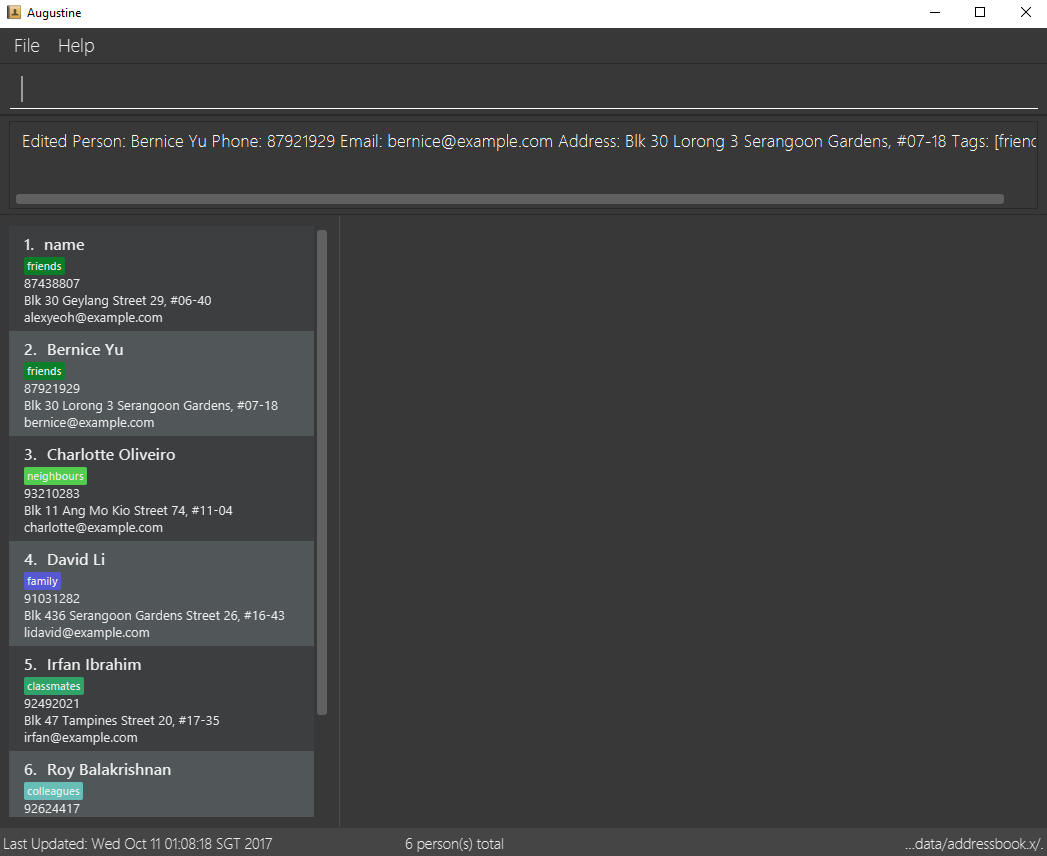 Augustine
File Help
Edited Person: Bernice Yu Phone: 87921929 Email: bernice@example.com Address: Blk 30 Lorong 3 Serangoon Gardens, #07-18 Tags: [friend
1. name
friends
87438807
Blk 30 Geylang Street 29, #06-40
alexyeoh@example.com
2. Bernice Yu
friends
87921929
Blk 30 Lorong 3 Serangoon Gardens, #07-18
bernice@example.com
3. Charlotte Oliveiro
neighbours
93210283
Blk 11 Ang Mo Kio Street 74, #11-04
charlotte@example.com
4. David Li
family
91031282
Blk 436 Serangoon Gardens Street 26, #16-43
lidavid@example.com
5. Irfan Ibrahim
classmates
92492021
Blk 47 Tampines Street 20, #17-35
irfan@example.com
6. Roy Balakrishnan
colleagues
92624417
Last Updated: Wed Oct 11 01:08:18 SGT 2017 6 person(s) total ...data/addressbook.x/.